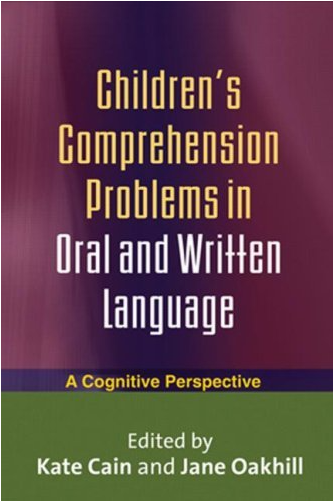 Children's
Comprehension
Problems in
Oral and Written
Language
A Cognitive Perspective
Edited by
Kate Cain and Jane Oakhill